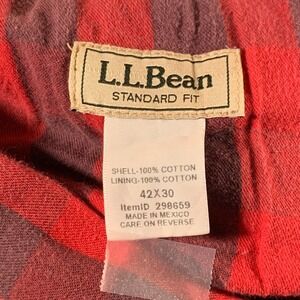 L.L.Bean
STANDARD FIT
SHELL-100% COTTON
LINING-100% COTTON
42X30
ItemID 298659
MADE IN MEXICO
CARE ON REVERSE